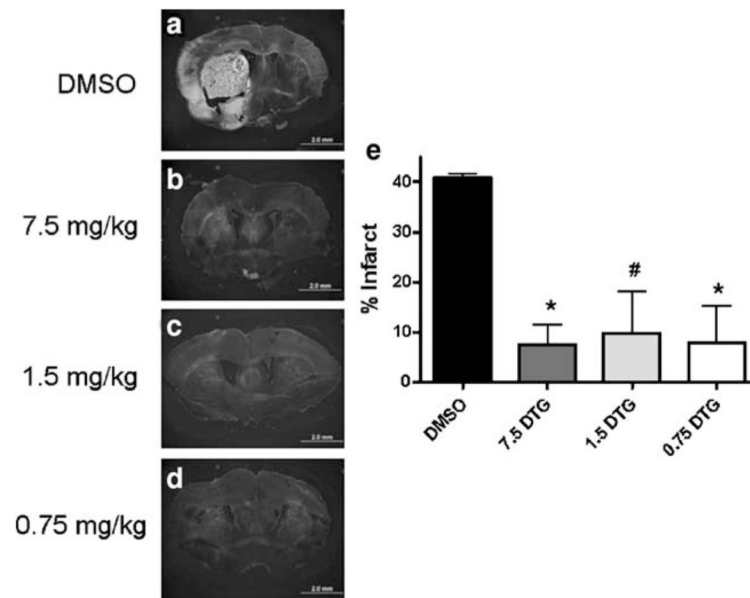 DMSO
a
2.0 mm
7.5 mg/kg
b
2.0 mm
1.5 mg/kg
c
2.0 mm
0.75 mg/kg
d
2.0 mm
e
% Infarct
40
30
20
10
0
*
#
*
DMSO
7.5 DTG
1.5 DTG
0.75 DTG